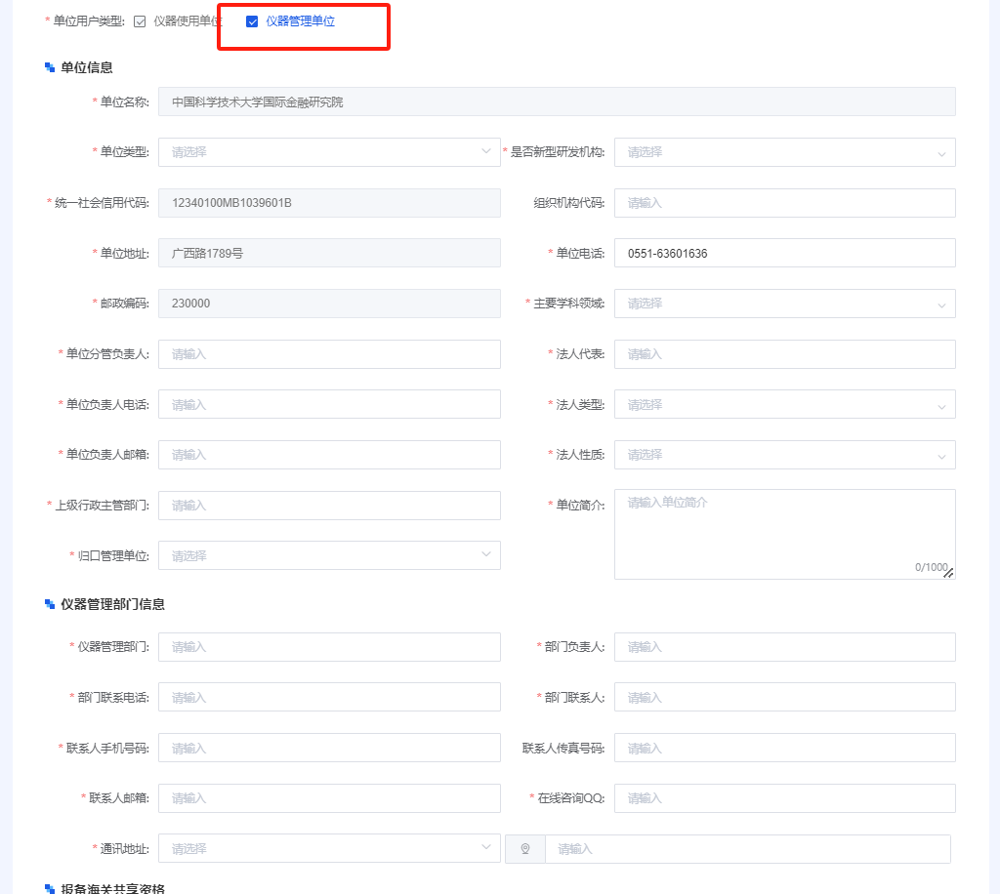 * 单位用户类型: 仪器使用单位 仪器管理单位
单位信息
* 单位名称: 中国科学技术大学国际金融研究院
* 单位类型: 请选择 * 是否新型研发机构: 请选择
* 统一社会信用代码: 12340100MB1039601B 组织机构代码: 请输入
* 单位地址: 广西路1789号 * 单位电话: 0551-63601636
* 邮政编码: 230000 * 主要学科领域: 请选择
* 单位分管负责人: 请输入 * 法人代表: 请输入
* 单位负责人电话: 请输入 * 法人类型: 请选择
* 单位负责人邮箱: 请输入 * 法人性质: 请选择
* 上级行政主管部门: 请输入 * 单位简介: 请输入单位简介
* 归口管理单位: 请选择 0/1000
仪器管理部门信息
* 仪器管理部门: 请输入 * 部门负责人: 请输入
* 部门联系电话: 请输入 * 部门联系人: 请输入
* 联系人手机号码: 请输入 联系人传真号码: 请输入
* 联系人邮箱: 请输入 * 在线咨询QQ: 请输入
* 通讯地址: 请选择 请输入
报备海关共享资格